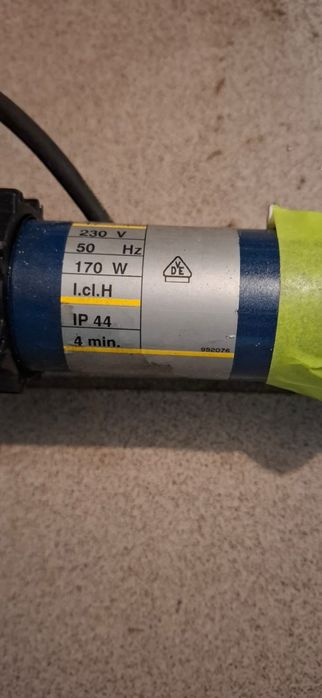 230 V
50 Hz
170 W
I.cl.H
IP 44
4 min.
VDE
952076